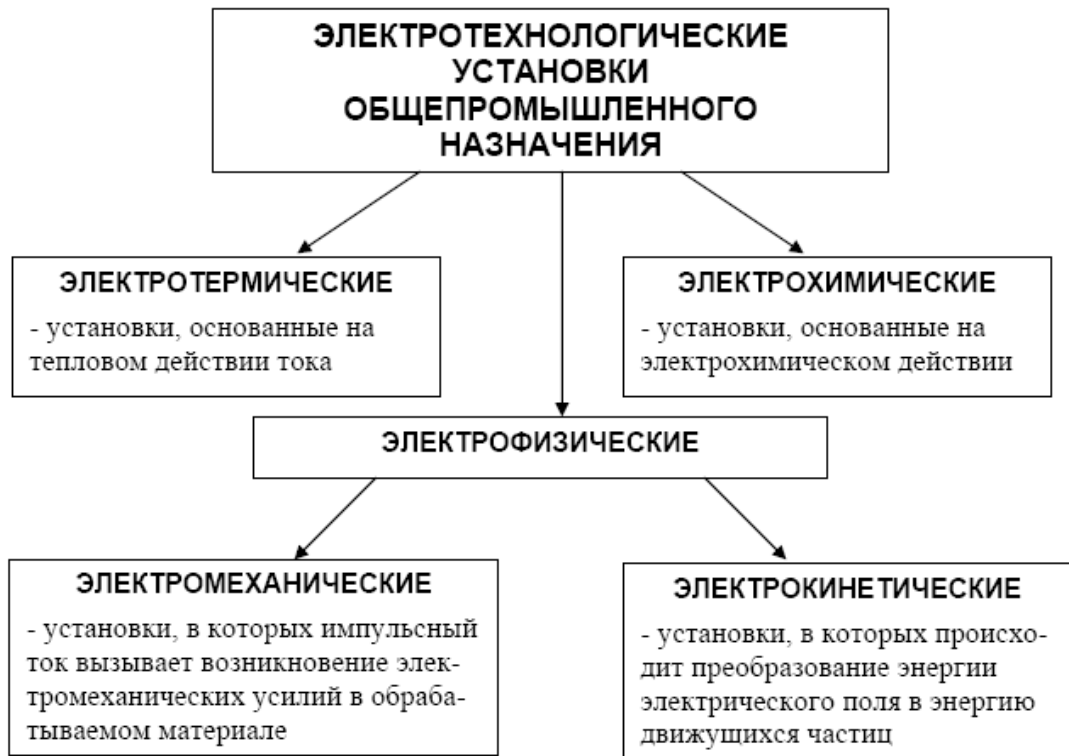 ЭЛЕКТРОТЕХНОЛОГИЧЕСКИЕ
УСТАНОВКИ
ОБЩЕПРОМЫШЛЕННОГО
НАЗНАЧЕНИЯ
ЭЛЕКТРОТЕРМИЧЕСКИЕ
- установки, основанные на
тепловом действии тока
ЭЛЕКТРОХИМИЧЕСКИЕ
- установки, основанные на
электрохимическом действии
ЭЛЕКТРОФИЗИЧЕСКИЕ
ЭЛЕКТРОМЕХАНИЧЕСКИЕ
- установки, в которых импульсный
ток вызывает возникновение элек-
тромеханических усилий в обраба-
тываемом материале
ЭЛЕКТРОКИНЕТИЧЕСКИЕ
- установки, в которых происхо-
дит преобразование энергии
электрического поля в энергию
движущихся частиц